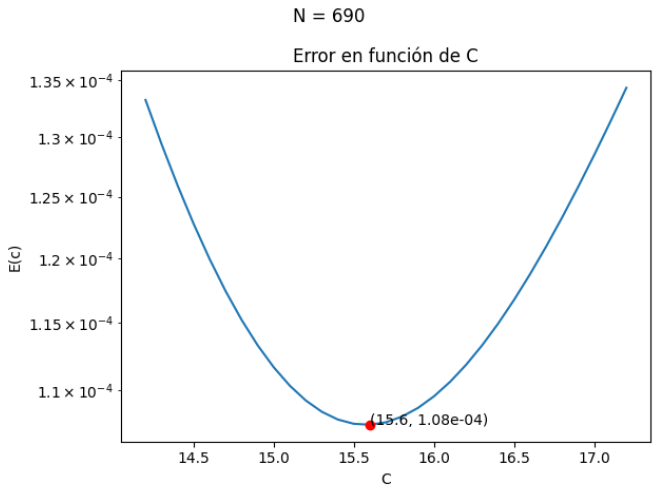 N = 690
Error en función de C
E(c)
1.35 × 10⁻⁴
1.3 × 10⁻⁴
1.25 × 10⁻⁴
1.2 × 10⁻⁴
1.15 × 10⁻⁴
1.1 × 10⁻⁴
(15.6, 1.08e-04)
14.5 15.0 15.5 16.0 16.5 17.0
C